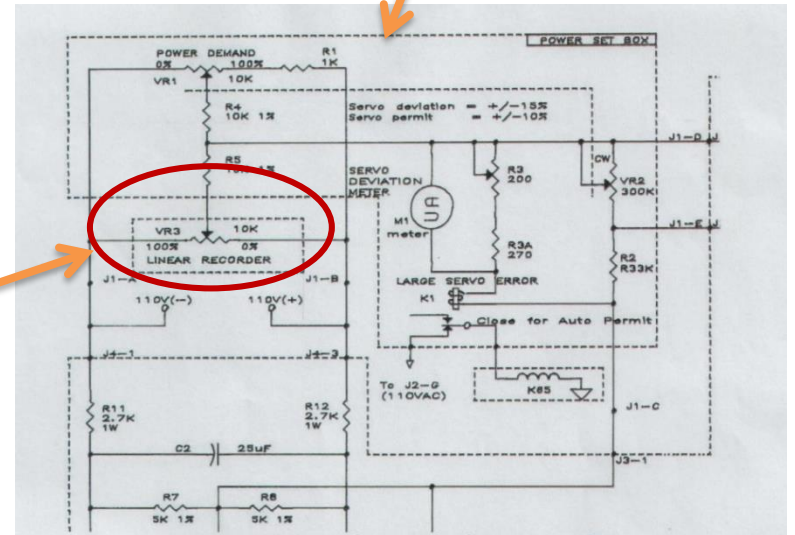 POWER SET BOX
POWER DEMAND
0% 100%
R1
1K
VR1
10K
R4
10K 1%
Servo deviation = +/-15%
Servo permit = +/-10%
J1-D
J
R5
1%
SERVO
DEVIATION
METER
R3
200
CW
VR2
300K
UA
M1
meter
J1-E
J
VR3
10K
100%
0%
LINEAR RECORDER
R3A
270
R2
R33K
J1-A
J1-B
LARGE SERVO ERROR
K1
110V(-)
110V(+)
Close for Auto Permit
J4-1
J4-3
To J2-G
(110VAC)
K65
J1-C
R11
2.7K
1W
R12
2.7K
1W
J3-1
C2
25uF
R7
5K 1%
5K 1%